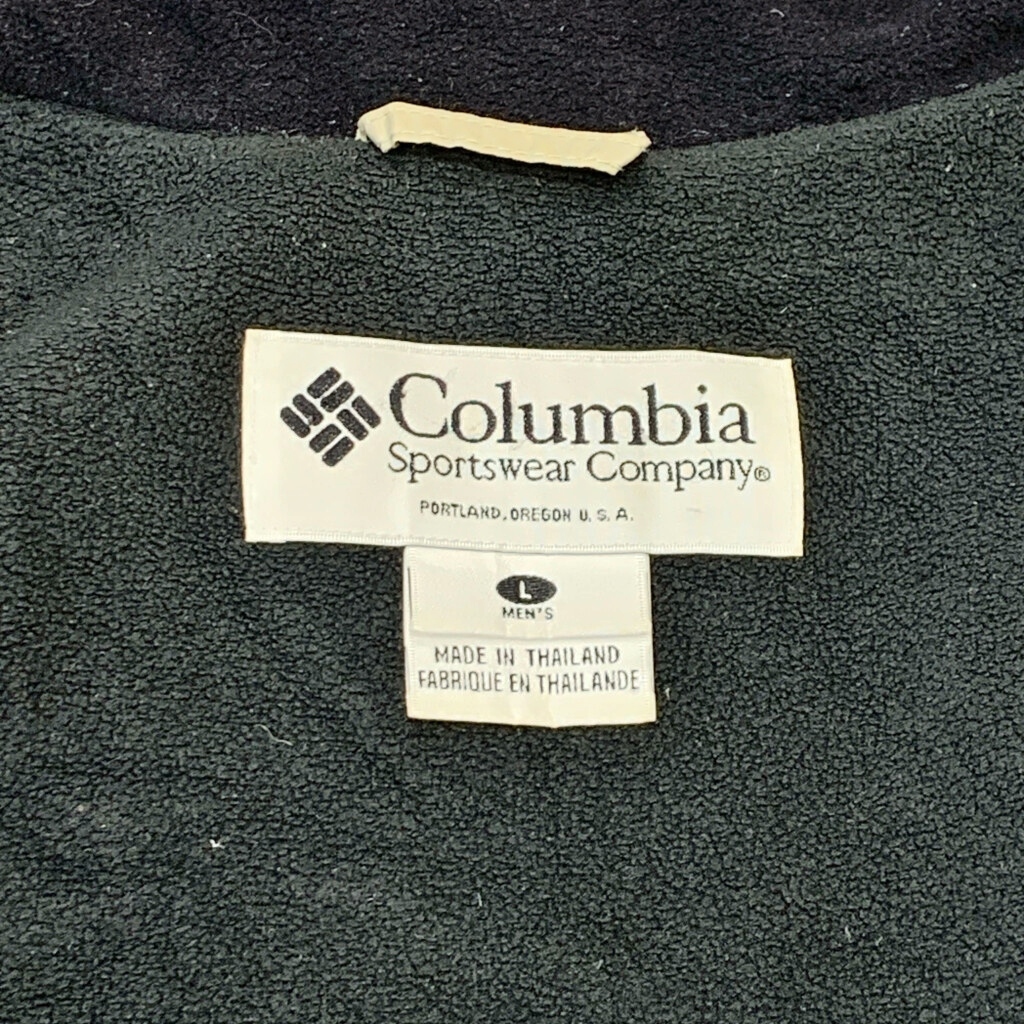 Columbia
Sportswear Company®
PORTLAND, OREGON U. S. A.
L
MEN'S
MADE IN THAILAND
FABRIQUE EN THAILANDE